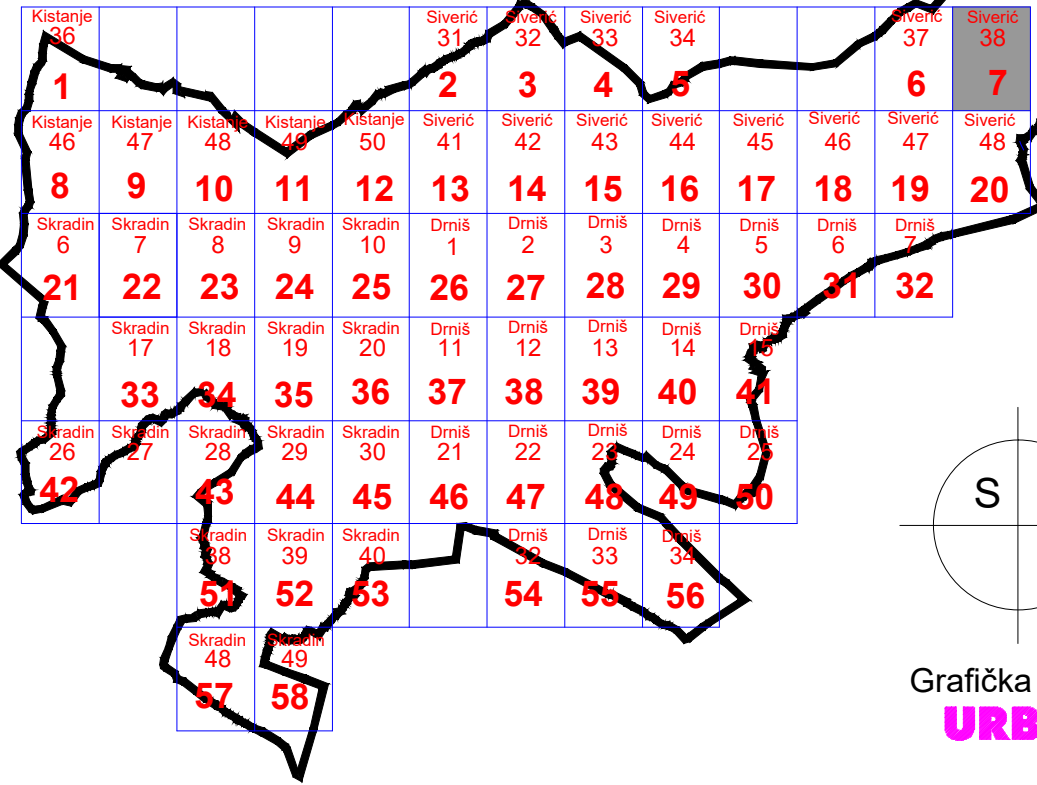 Kistanje Siverić Siverić Siverić Siverić Siverić Siverić
36 31 32 33 34 37 38
1 2 3 4 5 6 7
Kistanje Kistanje Kistanje Kistanje Kistanje Siverić Siverić Siverić Siverić Siverić Siverić Siverić Siverić
46 47 48 49 50 41 42 43 44 45 46 47 48
8 9 10 11 12 13 14 15 16 17 18 19 20
Skradin Skradin Skradin Skradin Skradin Drniš Drniš Drniš Drniš Drniš Drniš Drniš
6 7 8 9 10 1 2 3 4 5 6 7
21 22 23 24 25 26 27 28 29 30 31 32
Skradin Skradin Skradin Skradin Drniš Drniš Drniš Drniš Drniš
17 18 19 20 11 12 13 14 15
33 34 35 36 37 38 39 40 41
Skradin Skradin Skradin Skradin Skradin Drniš Drniš Drniš Drniš Drniš
26 27 28 29 30 21 22 23 24 25
42 43 44 45 46 47 48 49 50
S
Skradin Skradin Skradin Drniš Drniš Drniš
38 39 40 32 33 34
51 52 53 54 55 56
Skradin Skradin
48 49
57 58
Grafička
URB